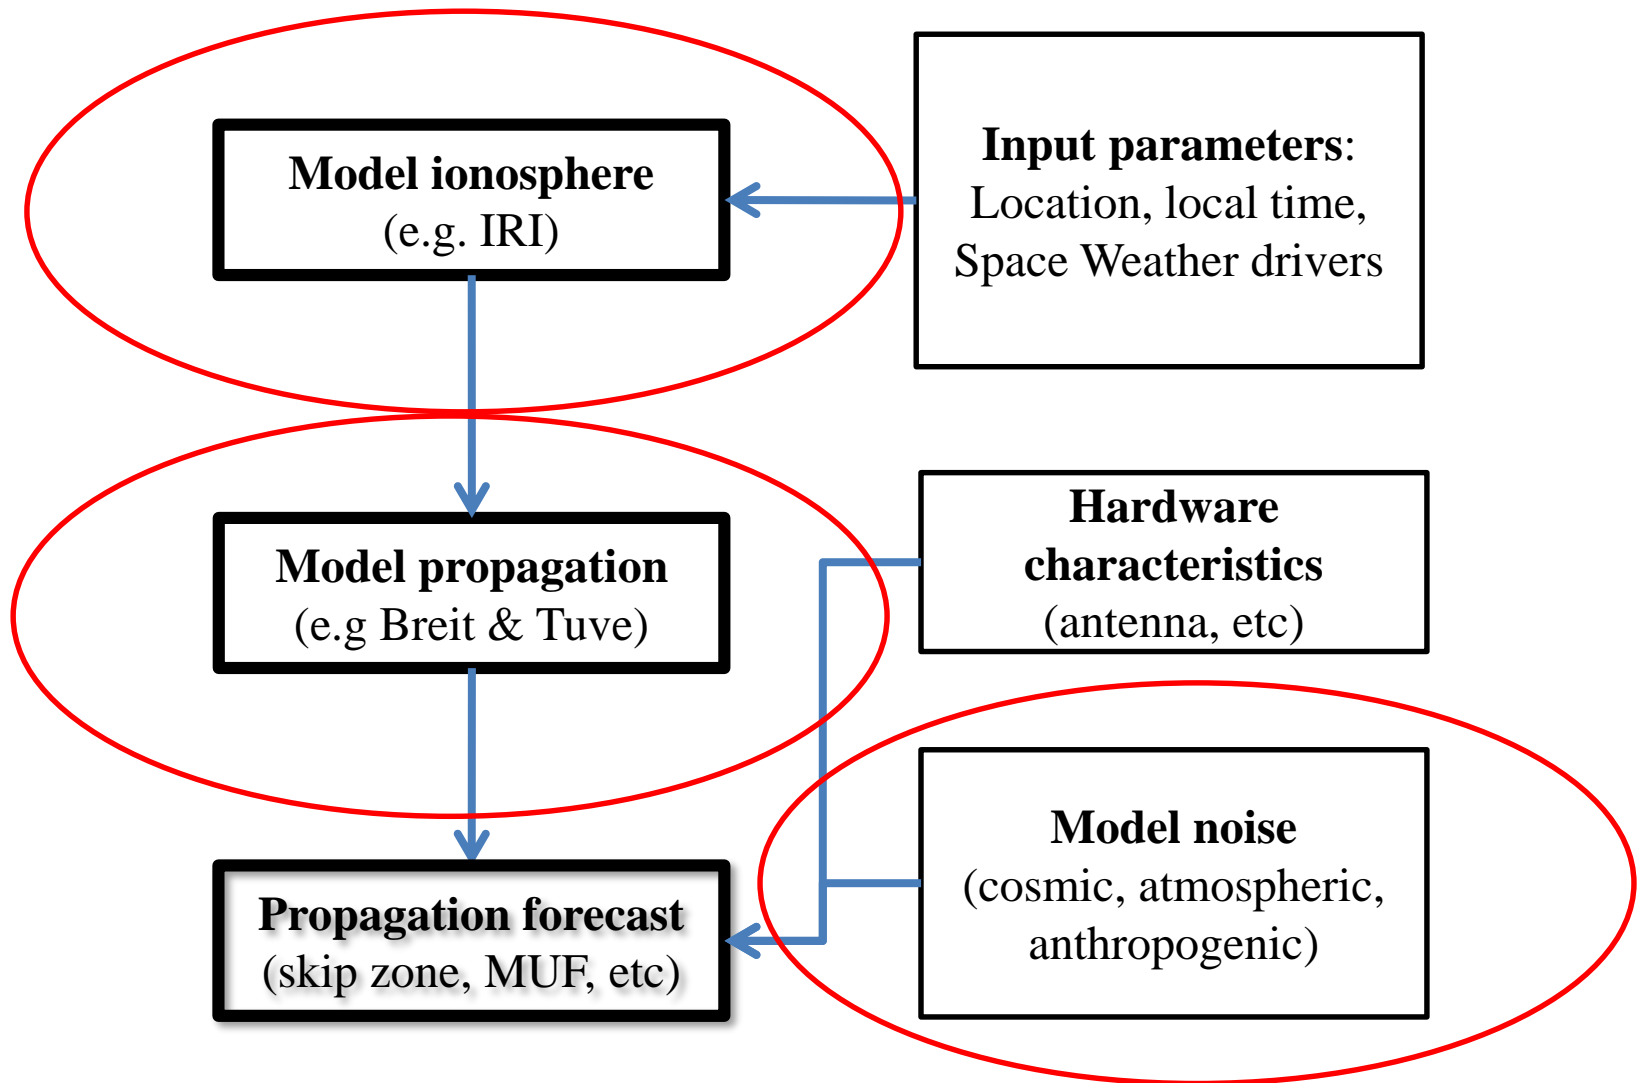 Model ionosphere
(e.g. IRI)
Input parameters:
Location, local time,
Space Weather drivers
Model propagation
(e.g Breit & Tuve)
Hardware
characteristics
(antenna, etc)
Model noise
(cosmic, atmospheric,
anthropogenic)
Propagation forecast
(skip zone, MUF, etc)